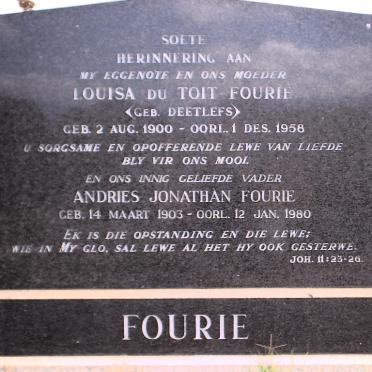 SOETE
HERINNERING AAN
MY EGGENOTE EN ONS MOEDER
LOUISA DU TOIT FOURIE
(GEB. DEETLEFS)
GEB. 2 AUG. 1900 - OORL. 1 DES. 1958
U SORGSAME EN OPOFFERENDE LEWE VAN LIEFDE
BLY VIR ONS MOOI.
EN ONS INNIG GELIEFDE VADER
ANDRIES JONATHAN FOURIE
GEB. 14 MAART 1903 - OORL. 12 JAN. 1980
EK IS DIE OPSTANDING EN DIE LEWE;
WIE IN MY GLO, SAL LEWE AL HET HY OOK GESTERWE.
JOH. 11:25-26.
FOURIE